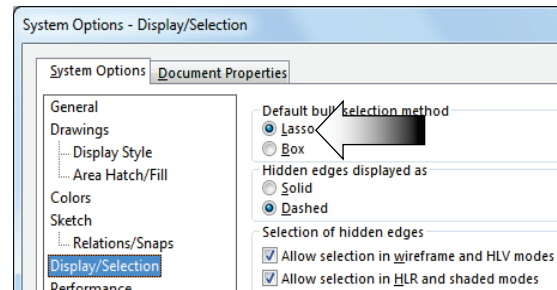 System Options - Display/Selection
System Options Document Properties
General
Drawings
Display Style
Area Hatch/Fill
Colors
Sketch
Relations/Snaps
Display/Selection
Performance
Default bulk selection method
Lasso
Box
Hidden edges displayed as
Solid
Dashed
Selection of hidden edges
Allow selection in wireframe and HLV modes
Allow selection in HLR and shaded modes